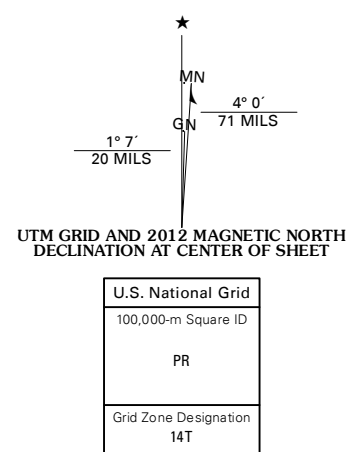 ★
MN
4° 0´
71 MILS
GN
1° 7´
20 MILS
UTM GRID AND 2012 MAGNETIC NORTH
DECLINATION AT CENTER OF SHEET
U.S. National Grid
100,000-m Square ID
PR
Grid Zone Designation
14T